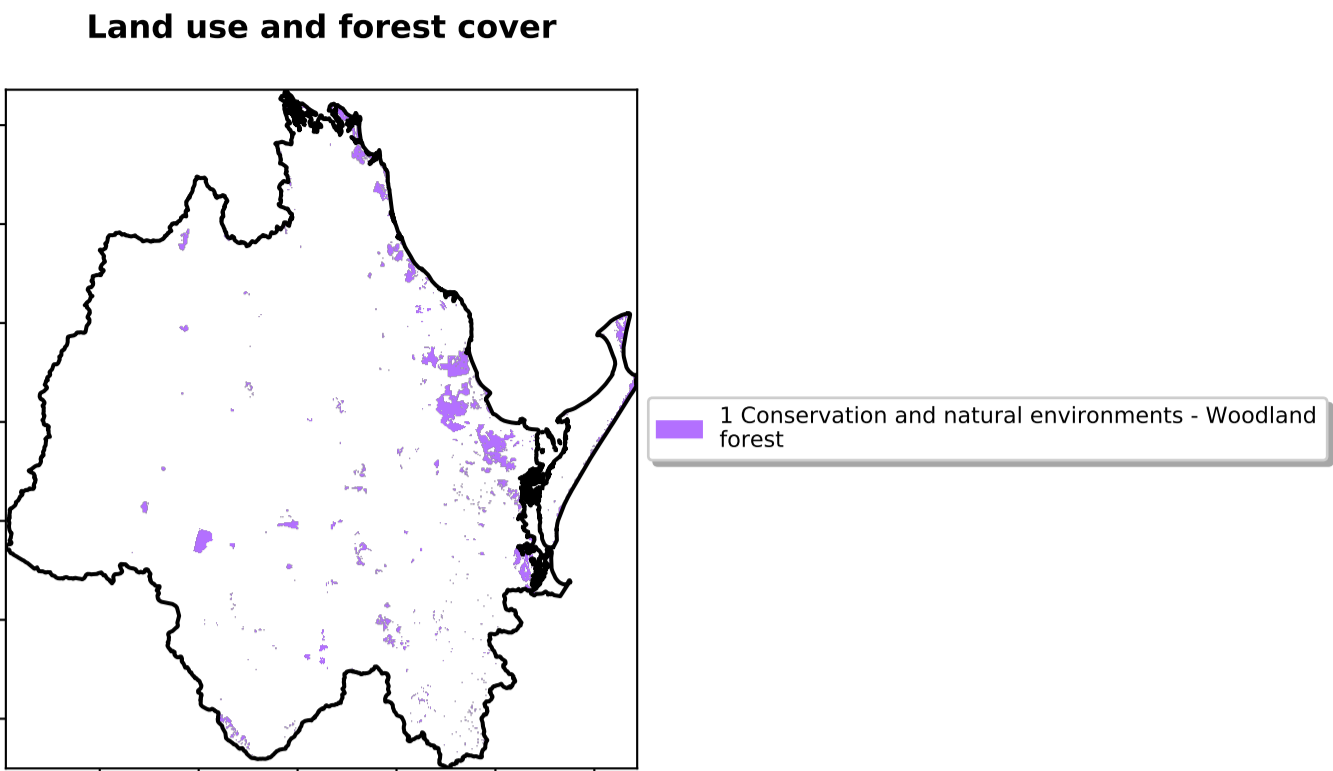 Land use and forest cover
1 Conservation and natural environments - Woodland
forest